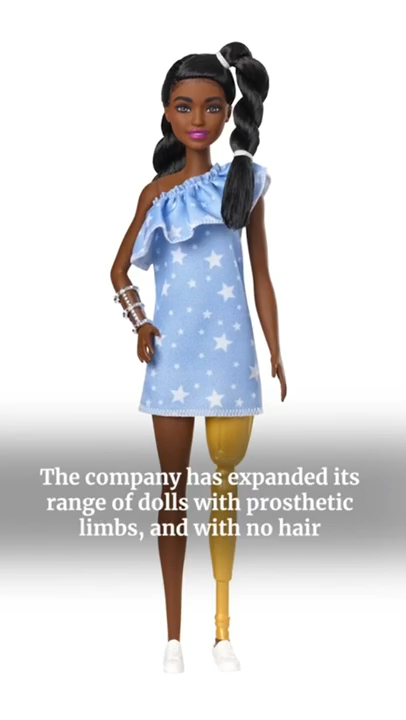 The company has expanded its
range of dolls with prosthetic
limbs, and with no hair